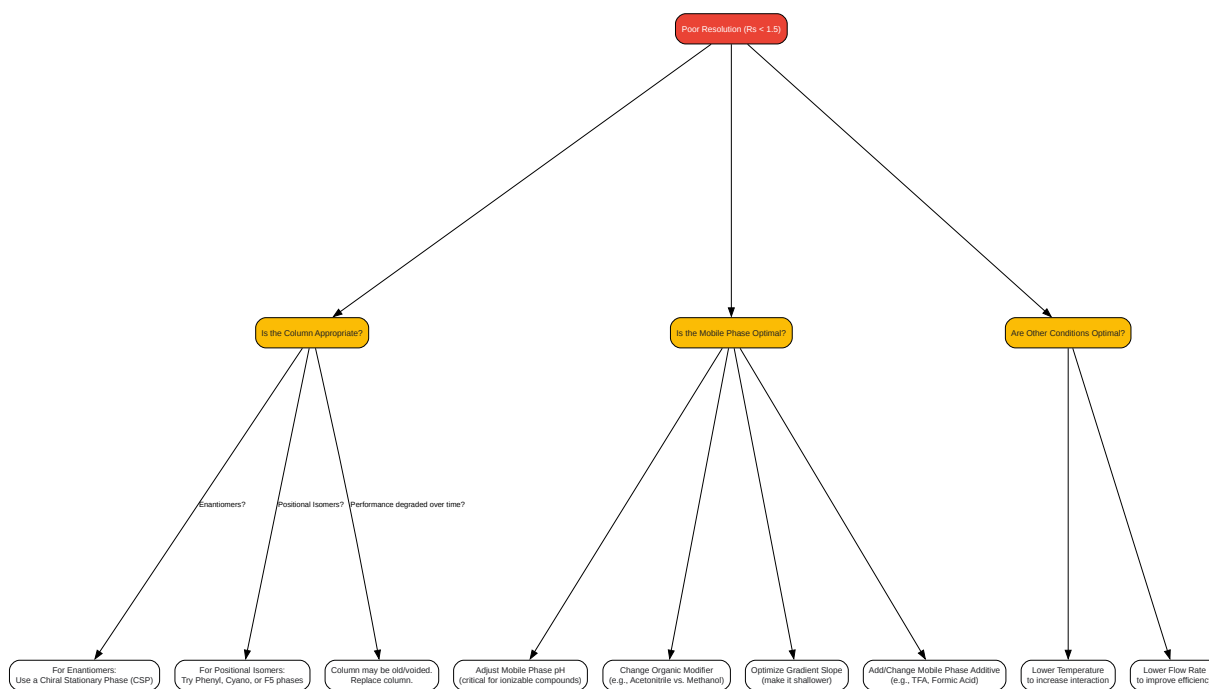 Poor Resolution (Rs < 1.5)
Is the Column Appropriate?
Is the Mobile Phase Optimal?
Are Other Conditions Optimal?
Enantiomers?
Positional Isomers?
Performance degraded over time?
For Enantiomers:
Use a Chiral Stationary Phase (CSP)
For Positional Isomers:
Try Phenyl, Cyano, or F5 phases
Column may be old/voided.
Replace column.
Adjust Mobile Phase pH
(critical for ionizable compounds)
Change Organic Modifier
(e.g., Acetonitrile vs. Methanol)
Optimize Gradient Slope
(make it shallower)
Add/Change Mobile Phase Additive
(e.g., TFA, Formic Acid)
Lower Temperature
to increase interaction
Lower Flow Rate
to improve